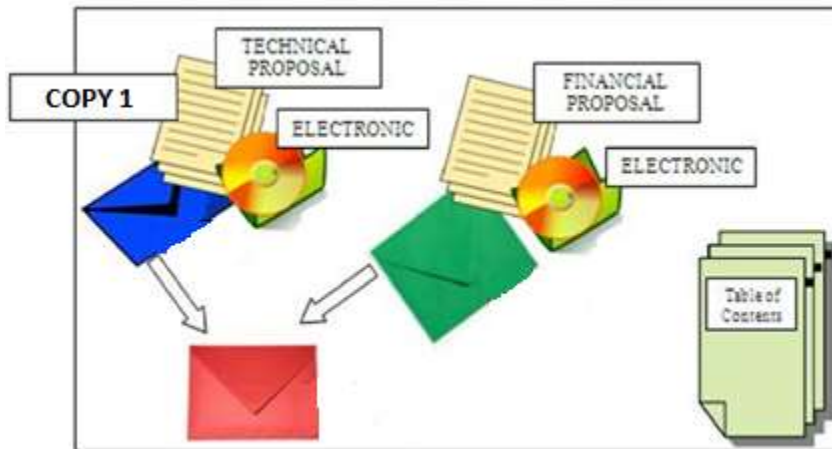 TECHNICAL
PROPOSAL
COPY 1
ELECTRONIC
FINANCIAL
PROPOSAL
ELECTRONIC
Table of
Contents